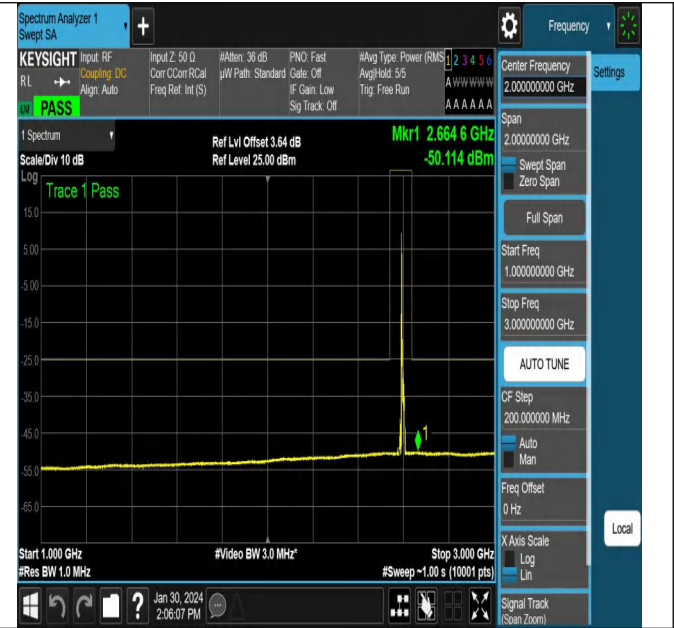 Spectrum Analyzer 1
Swept SA
+
Frequency
KEYSIGHT
RL
LXI
PASS
Input: RF
Coupling: DC
Align: Auto
Input Z: 50 Ω
Corr CCorr RCal
Freq Ref: Int (S)
#Atten: 36 dB
µW Path: Standard
PNO: Fast
Gate: Off
IF Gain: Low
Sig Track: Off
#Avg Type: Power (RMS
Avg|Hold: 5/5
Trig: Free Run
1 2 3 4 5 6
A W W W W W
A A A A A A
1 Spectrum
Scale/Div 10 dB
Ref Lvl Offset 3.64 dB
Ref Level 25.00 dBm
Mkr1 2.664 6 GHz
-50.114 dBm
Log
Trace 1 Pass
15.0
5.00
-5.00
-15.0
-25.0
-35.0
-45.0
-55.0
-65.0
1
Start 1.000 GHz
#Res BW 1.0 MHz
#Video BW 3.0 MHz*
Stop 3.000 GHz
#Sweep ~1.00 s (10001 pts)
Center Frequency
2.000000000 GHz
Settings
Span
2.00000000 GHz
Swept Span
Zero Span
Full Span
Start Freq
1.000000000 GHz
Stop Freq
3.000000000 GHz
AUTO TUNE
CF Step
200.000000 MHz
Auto
Man
Freq Offset
0 Hz
X Axis Scale
Log
Lin
Local
Signal Track
(Span Zoom)
?
Jan 30, 2024
2:06:07 PM